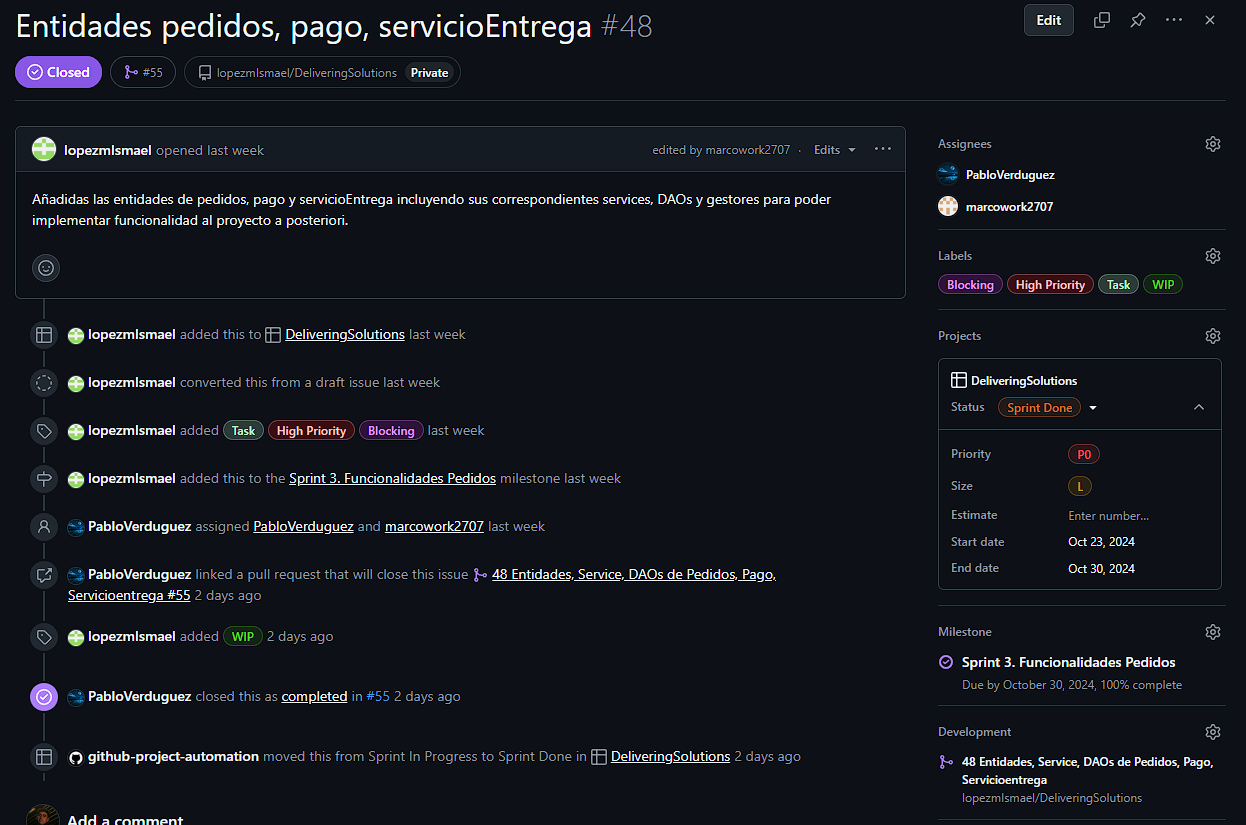 Entidades pedidos, pago, servicioEntrega #48
Edit
Closed
#55
lopezmIsmael/DeliveringSolutions Private
lopezmIsmael opened last week
edited by marcowork2707 · Edits
Añadidas las entidades de pedidos, pago y servicioEntrega incluyendo sus correspondientes services, DAOs y gestores para poder
implementar funcionalidad al proyecto a posteriori.
lopezmIsmael added this to DeliveringSolutions last week
lopezmIsmael converted this from a draft issue last week
lopezmIsmael added Task High Priority Blocking last week
lopezmIsmael added this to the Sprint 3. Funcionalidades Pedidos milestone last week
PabloVerduguez assigned PabloVerduguez and marcowork2707 last week
PabloVerduguez linked a pull request that will close this issue 48 Entidades, Service, DAOs de Pedidos, Pago,
Servicioentrega #55 2 days ago
lopezmIsmael added WIP 2 days ago
PabloVerduguez closed this as completed in #55 2 days ago
github-project-automation moved this from Sprint In Progress to Sprint Done in DeliveringSolutions 2 days ago
Add a comment
Assignees
PabloVerduguez
marcowork2707
Labels
Blocking High Priority Task WIP
Projects
DeliveringSolutions
Status Sprint Done
Priority P0
Size L
Estimate Enter number...
Start date Oct 23, 2024
End date Oct 30, 2024
Milestone
Sprint 3. Funcionalidades Pedidos
Due by October 30, 2024, 100% complete
Development
48 Entidades, Service, DAOs de Pedidos, Pago,
Servicioentrega
lopezmIsmael/DeliveringSolutions